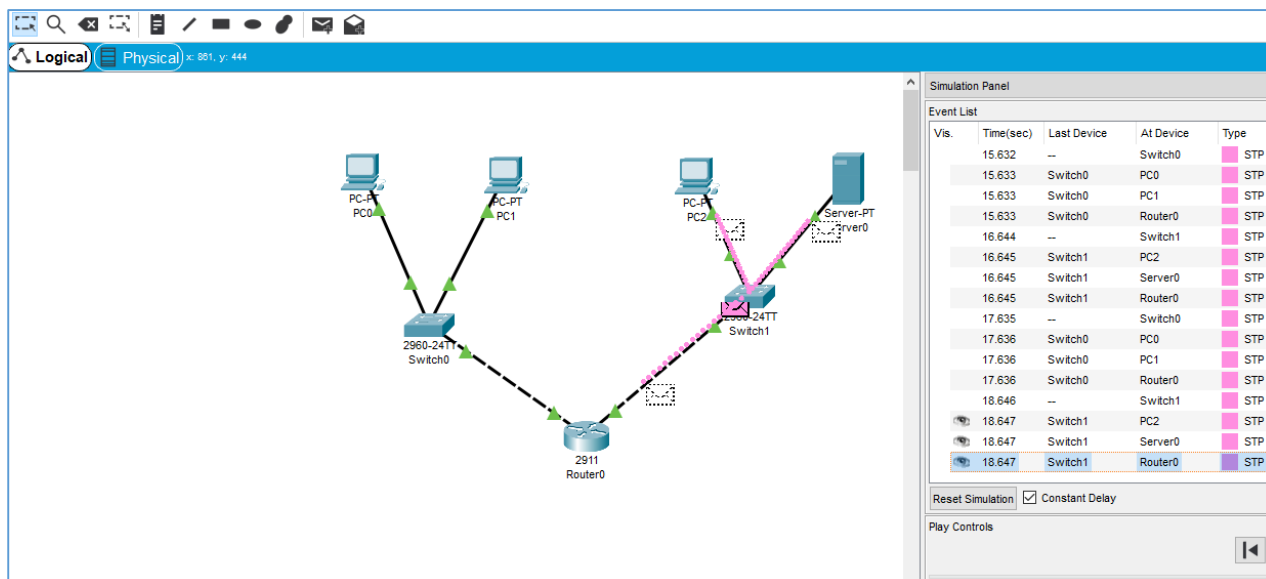 Logical Physical x: 861, y: 444
PC-PT
PC0
PC-PT
PC1
PC-PT
PC2
Server-PT
erver0
2960-24TT
Switch0
-24TT
Switch1
2911
Router0
Simulation Panel
Event List
Vis. Time(sec) Last Device At Device Type
15.632 -- Switch0 STP
15.633 Switch0 PC0 STP
15.633 Switch0 PC1 STP
15.633 Switch0 Router0 STP
16.644 -- Switch1 STP
16.645 Switch1 PC2 STP
16.645 Switch1 Server0 STP
16.645 Switch1 Router0 STP
17.635 -- Switch0 STP
17.636 Switch0 PC0 STP
17.636 Switch0 PC1 STP
17.636 Switch0 Router0 STP
18.646 -- Switch1 STP
18.647 Switch1 PC2 STP
18.647 Switch1 Server0 STP
18.647 Switch1 Router0 STP
Reset Simulation Constant Delay
Play Controls